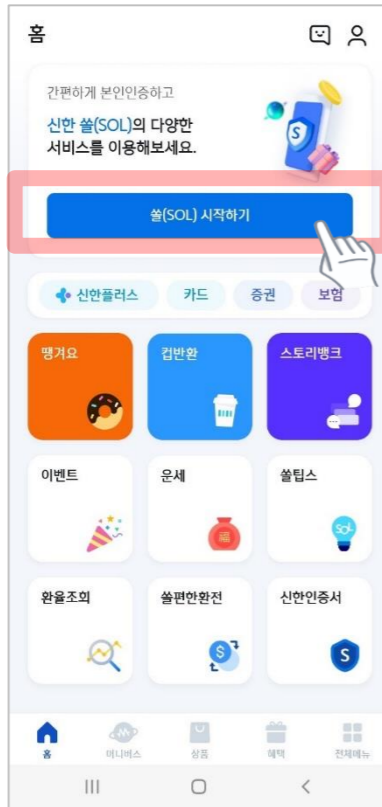 홈
간편하게 본인인증하고
신한 쏠(SOL)의 다양한
서비스를 이용해보세요.
S
쏠(SOL) 시작하기
신한플러스 카드 증권 보험
땡겨요 컵반환 스토리뱅크
이벤트 운세 쏠팁스
SOL
환율조회 쏠편한환전 신한인증서
S
홈 머니버스 상품 혜택 전체메뉴